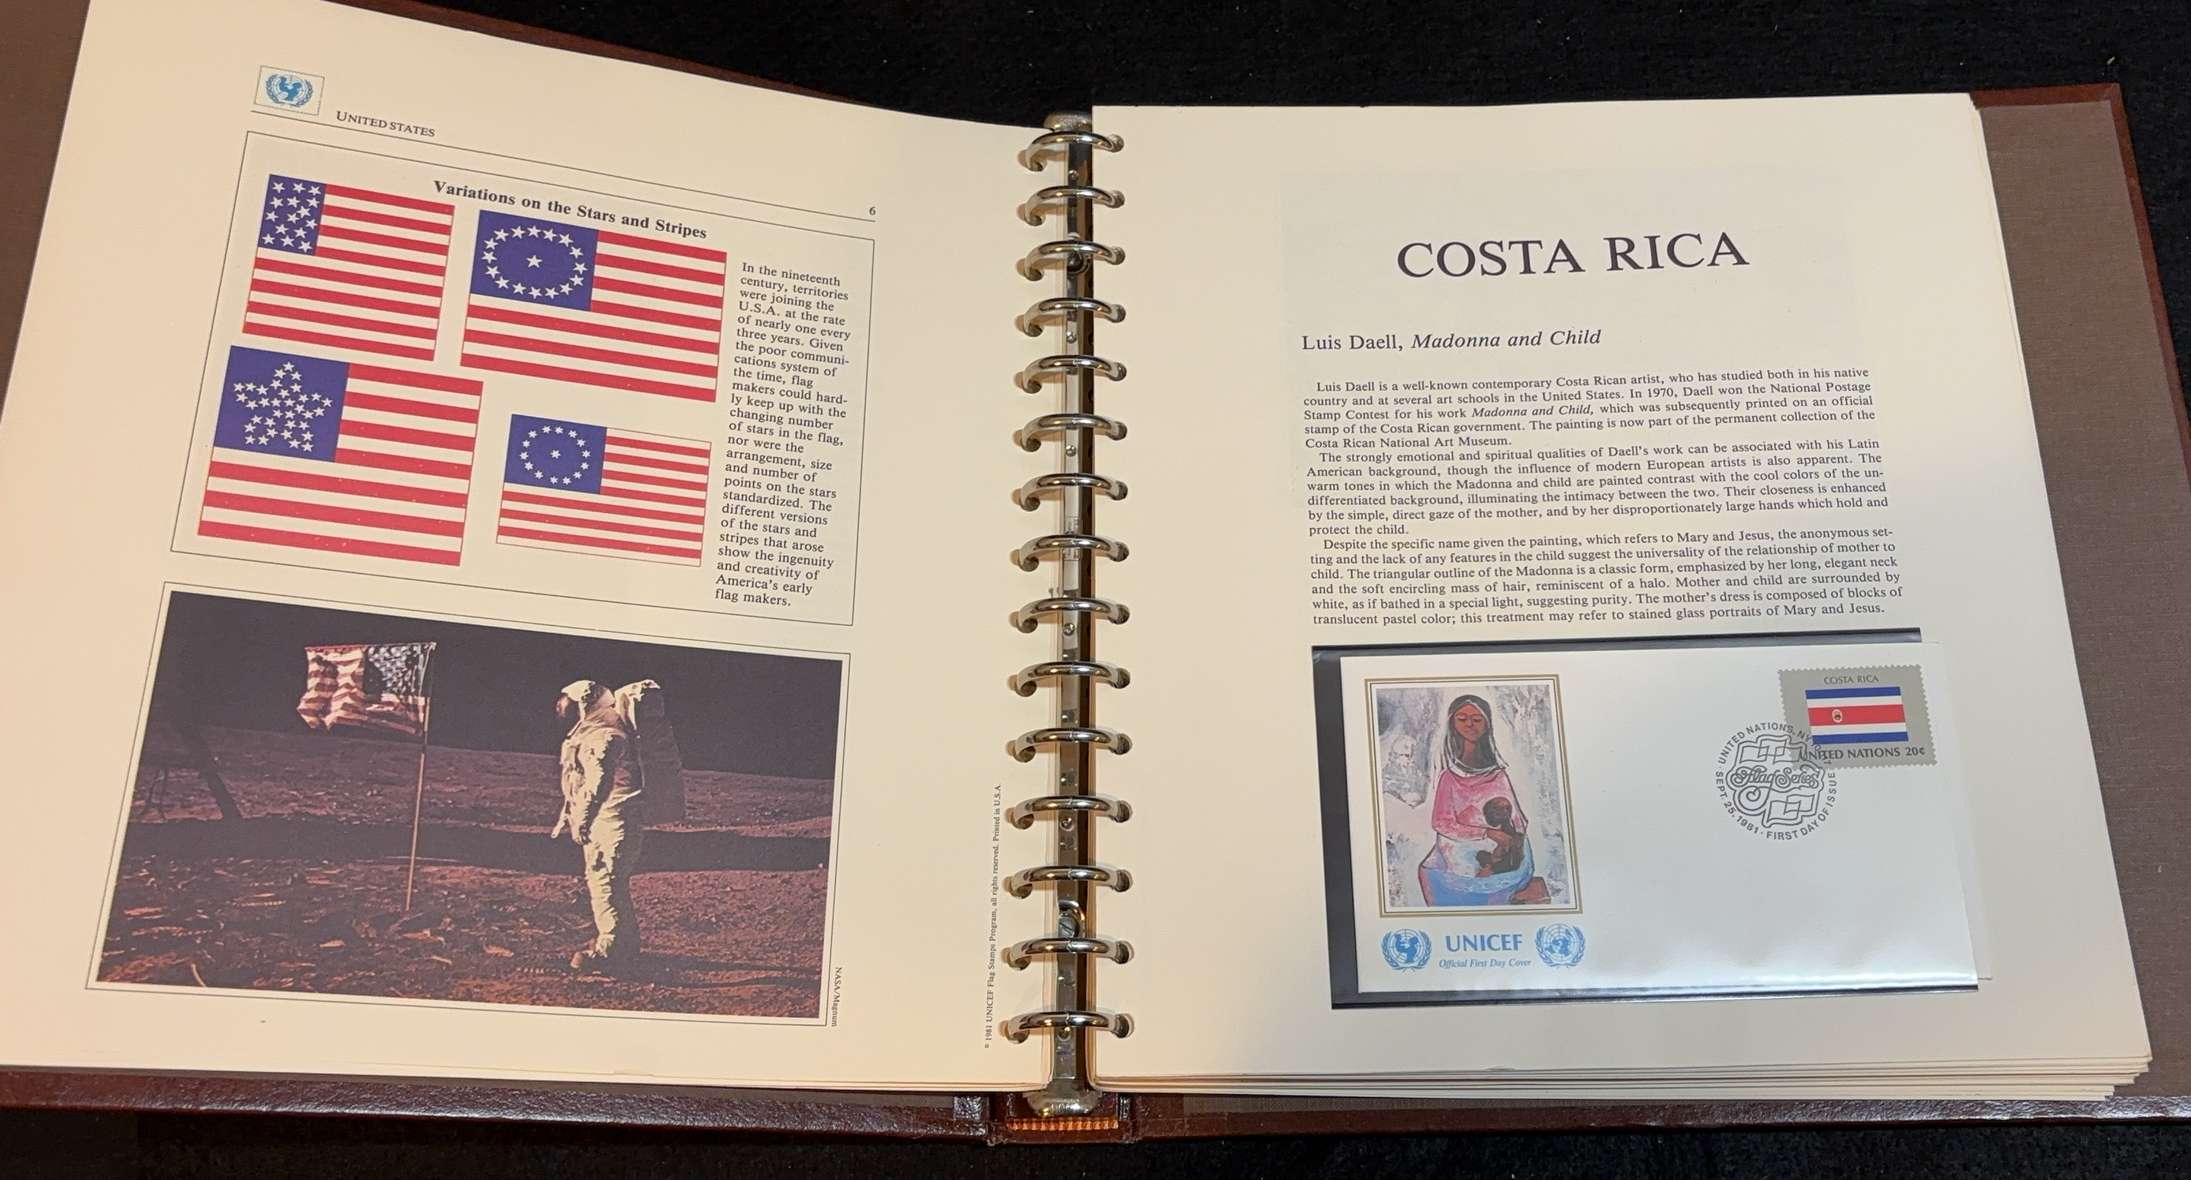 UNITED STATES
6
Variations on the Stars and Stripes
In the nineteenth
century, territories
were joining the
U.S.A. at the rate
of nearly one every
three years. Given
the poor communi-
cations system of
the time, flag
makers could hard-
ly keep up with the
changing number
of stars in the flag,
nor were the
arrangement, size
and number of
points on the stars
standardized. The
different versions
of the stars and
stripes that arose
show the ingenuity
and creativity of
America's early
flag makers.
NASA/Magnum
© 1981 UNICEF Flag Stamps Program, all rights reserved. Printed in U.S.A.
COSTA RICA
Luis Daell, Madonna and Child
Luis Daell is a well-known contemporary Costa Rican artist, who has studied both in his native
country and at several art schools in the United States. In 1970, Daell won the National Postage
Stamp Contest for his work Madonna and Child, which was subsequently printed on an official
stamp of the Costa Rican government. The painting is now part of the permanent collection of the
Costa Rican National Art Museum.
The strongly emotional and spiritual qualities of Daell's work can be associated with his Latin
American background, though the influence of modern European artists is also apparent. The
warm tones in which the Madonna and child are painted contrast with the cool colors of the un-
differentiated background, illuminating the intimacy between the two. Their closeness is enhanced
by the simple, direct gaze of the mother, and by her disproportionately large hands which hold and
protect the child.
Despite the specific name given the painting, which refers to Mary and Jesus, the anonymous set-
ting and the lack of any features in the child suggest the universality of the relationship of mother to
child. The triangular outline of the Madonna is a classic form, emphasized by her long, elegant neck
and the soft encircling mass of hair, reminiscent of a halo. Mother and child are surrounded by
white, as if bathed in a special light, suggesting purity. The mother's dress is composed of blocks of
translucent pastel color; this treatment may refer to stained glass portraits of Mary and Jesus.
COSTA RICA
UNITED NATIONS 20¢
UNITED NATIONS, NY
Flag Series
SEPT. 25, 1981 · FIRST DAY OF ISSUE
UNICEF
Official First Day Cover